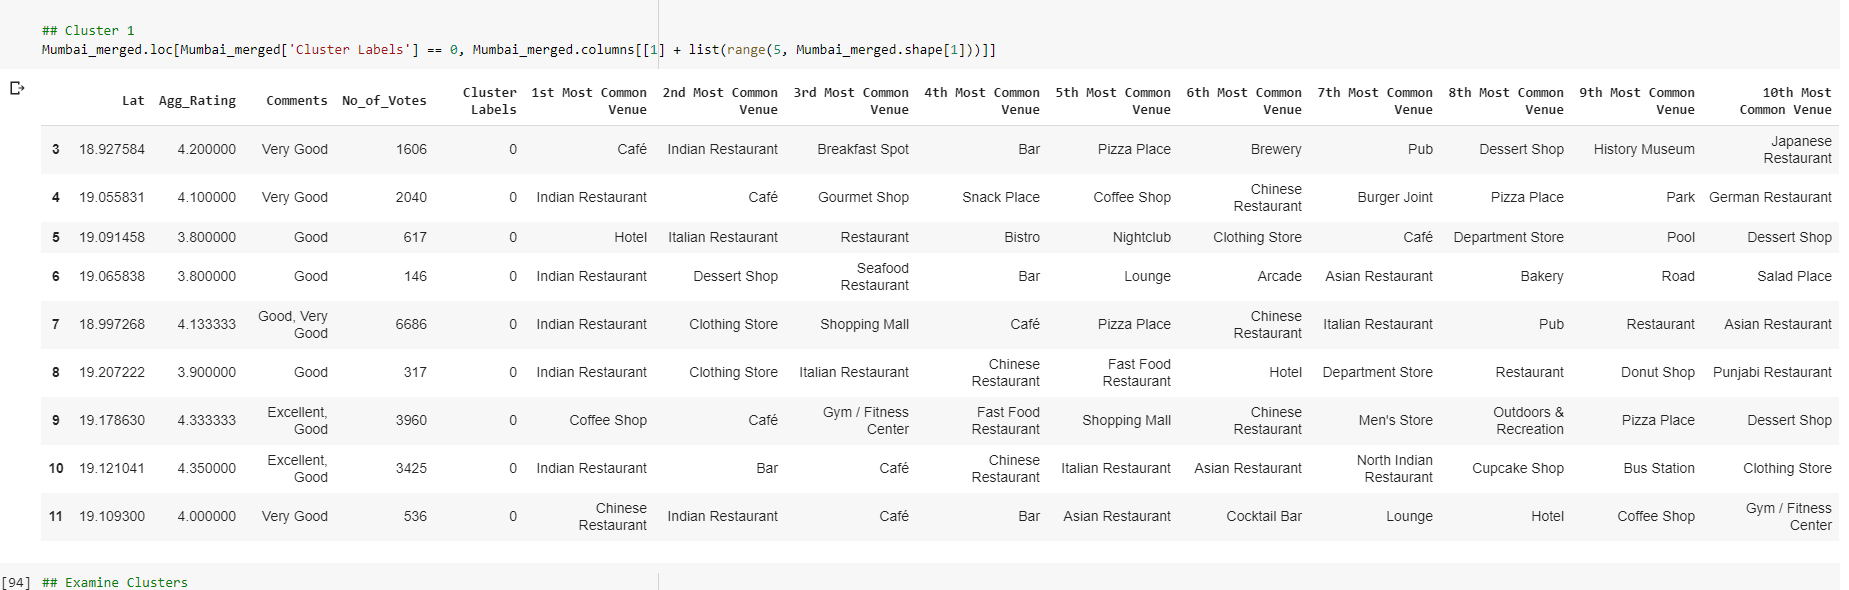 ## Cluster 1
Mumbai_merged.loc[Mumbai_merged['Cluster Labels'] == 0, Mumbai_merged.columns[[1] + list(range(5, Mumbai_merged.shape[1]))]]
Lat Agg_Rating Comments No_of_Votes Cluster Labels 1st Most Common Venue 2nd Most Common Venue 3rd Most Common Venue 4th Most Common Venue 5th Most Common Venue 6th Most Common Venue 7th Most Common Venue 8th Most Common Venue 9th Most Common Venue 10th Most Common Venue
3 18.927584 4.200000 Very Good 1606 0 Café Indian Restaurant Breakfast Spot Bar Pizza Place Brewery Pub Dessert Shop History Museum Japanese Restaurant
4 19.055831 4.100000 Very Good 2040 0 Indian Restaurant Café Gourmet Shop Snack Place Coffee Shop Chinese Restaurant Burger Joint Pizza Place Park German Restaurant
5 19.091458 3.800000 Good 617 0 Hotel Italian Restaurant Restaurant Bistro Nightclub Clothing Store Café Department Store Pool Dessert Shop
6 19.065838 3.800000 Good 146 0 Indian Restaurant Dessert Shop Seafood Restaurant Bar Lounge Arcade Asian Restaurant Bakery Road Salad Place
7 18.997268 4.133333 Good, Very Good 6686 0 Indian Restaurant Clothing Store Shopping Mall Café Pizza Place Chinese Restaurant Italian Restaurant Pub Restaurant Asian Restaurant
8 19.207222 3.900000 Good 317 0 Indian Restaurant Clothing Store Italian Restaurant Chinese Restaurant Fast Food Restaurant Hotel Department Store Restaurant Donut Shop Punjabi Restaurant
9 19.178630 4.333333 Excellent, Good 3960 0 Coffee Shop Café Gym / Fitness Center Fast Food Restaurant Shopping Mall Chinese Restaurant Men's Store Outdoors & Recreation Pizza Place Dessert Shop
10 19.121041 4.350000 Excellent, Good 3425 0 Indian Restaurant Bar Café Chinese Restaurant Italian Restaurant Asian Restaurant North Indian Restaurant Cupcake Shop Bus Station Clothing Store
11 19.109300 4.000000 Very Good 536 0 Chinese Restaurant Indian Restaurant Café Bar Asian Restaurant Cocktail Bar Lounge Hotel Coffee Shop Gym / Fitness Center
[94] ## Examine Clusters